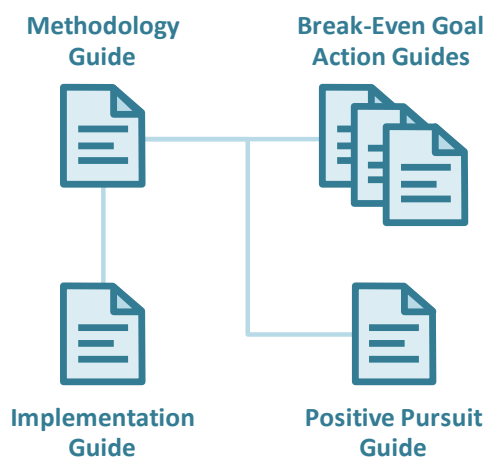 Methodology
Guide
Break-Even Goal
Action Guides
Implementation
Guide
Positive Pursuit
Guide